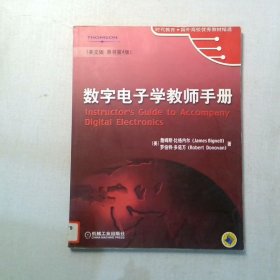 时代教育·国外高校优秀教材精选
THOMSON
(英文版·原书第4版)
数字电子学教师手册
Instructor's Guide to Accompany
Digital Electronics
(美) 詹姆斯·比格内尔 (James Bignell) 著
罗伯特·多诺万 (Robert Donovan)
机械工业出版社
CHINA MACHINE PRESS